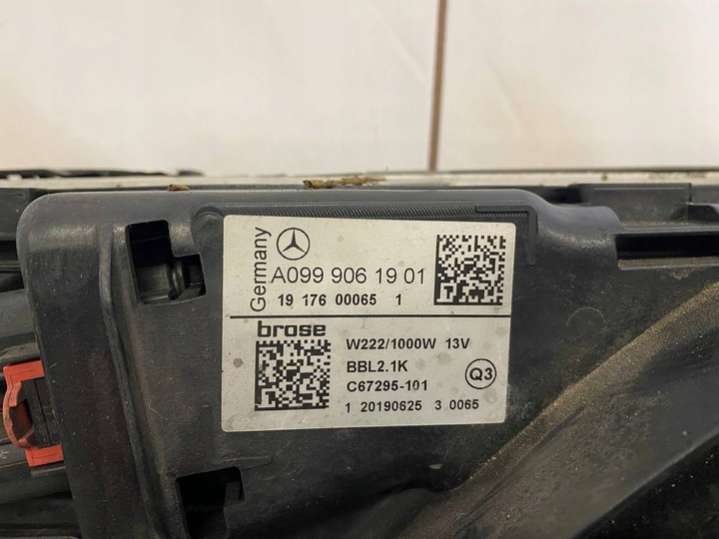 Germany
A099 906 19 01
19 176 00065 1
brose
W222/1000W 13V
BBL2.1K
C67295-101
Q3
1 20190625 3 0065